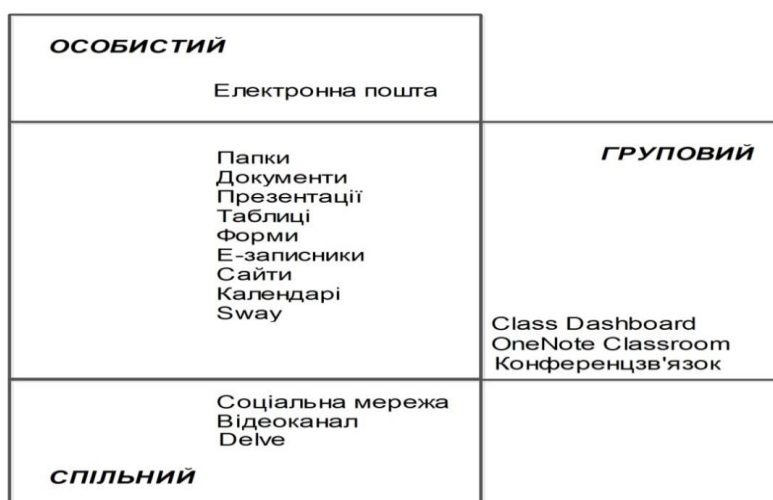 ОСОБИСТИЙ
Електронна пошта
ГРУПОВИЙ
Папки
Документи
Презентації
Таблиці
Форми
Е-записники
Сайти
Календарі
Sway
Class Dashboard
OneNote Classroom
Конференцзв'язок
Соціальна мережа
Відеоканал
Delve
СПІЛЬНИЙ